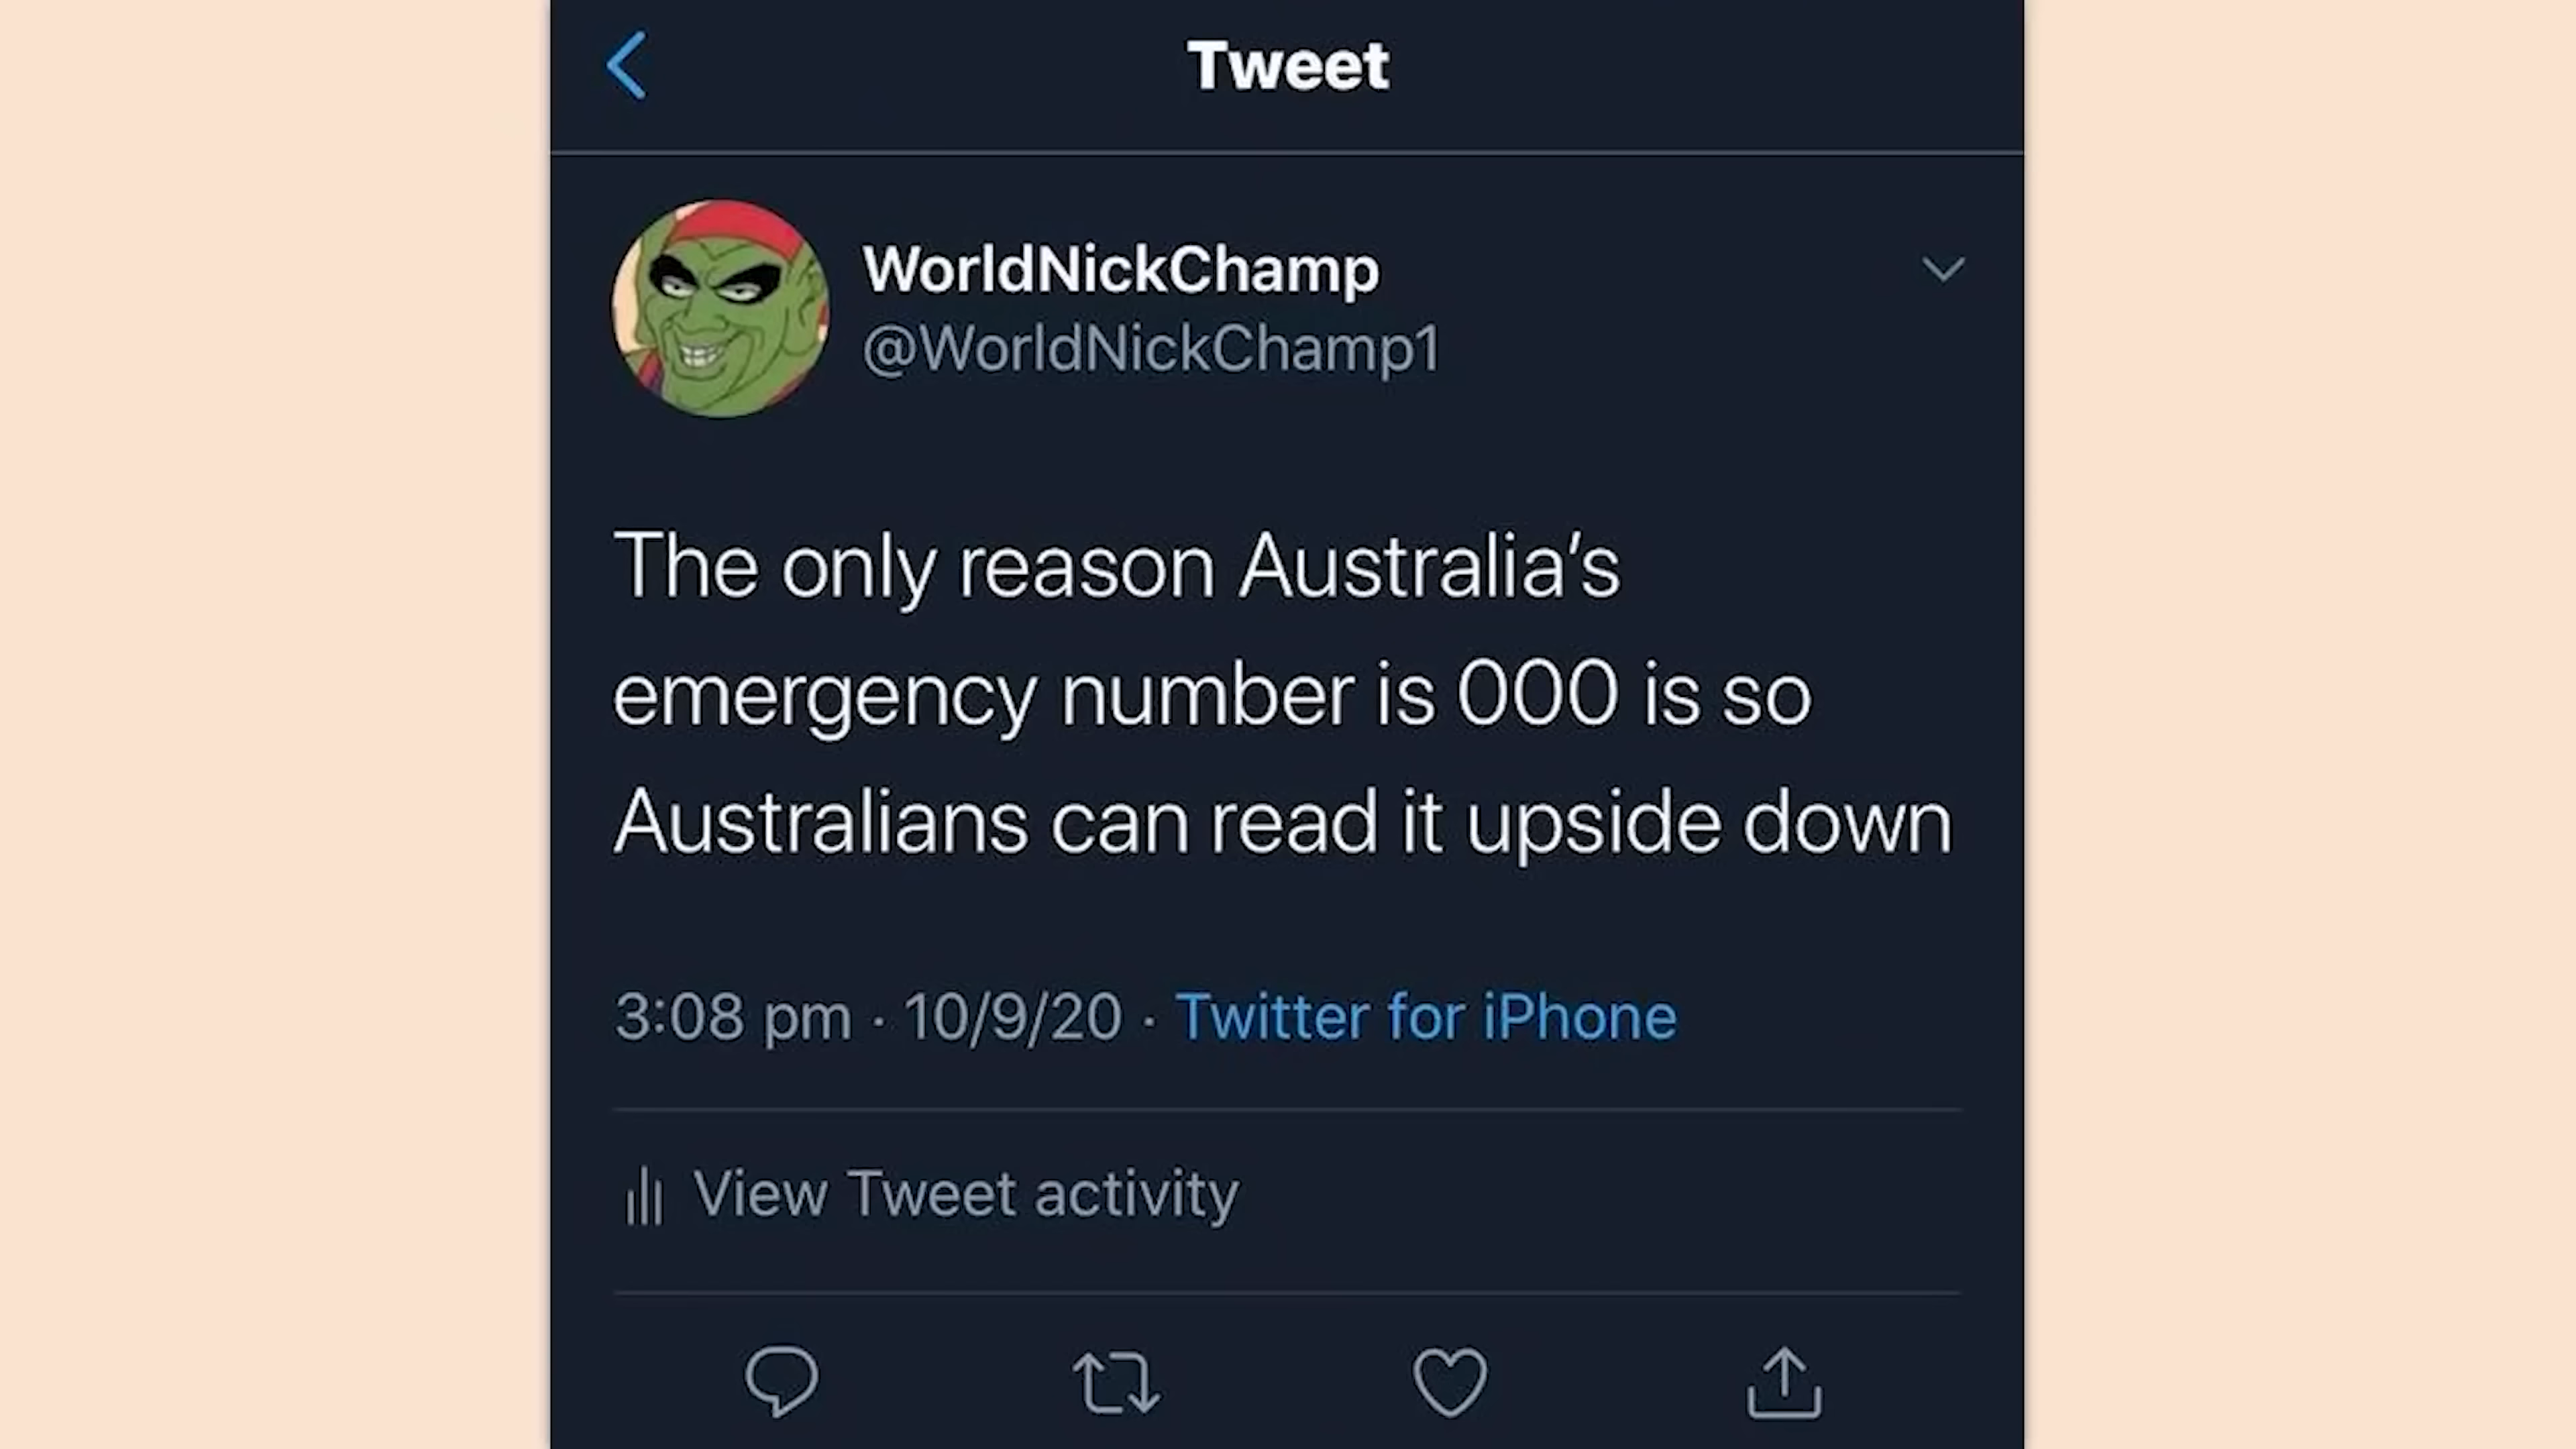 Tweet
WorldNickChamp
@WorldNickChamp1
The only reason Australia’s
emergency number is 000 is so
Australians can read it upside down
3:08 pm · 10/9/20 · Twitter for iPhone
View Tweet activity